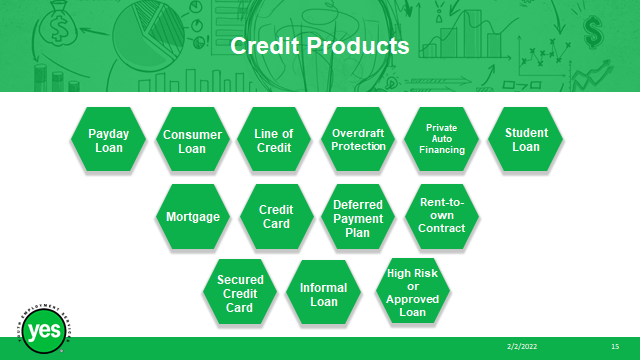 Credit Products
Payday
Loan
Consumer
Loan
Line of
Credit
Overdraft
Protection
Private
Auto
Financing
Student
Loan
Mortgage
Credit
Card
Deferred
Payment
Plan
Rent-to-
own
Contract
Secured
Credit
Card
Informal
Loan
High Risk
or
Approved
Loan
YOUTH EMPLOYMENT SERVICES
yes
2/2/2022
15